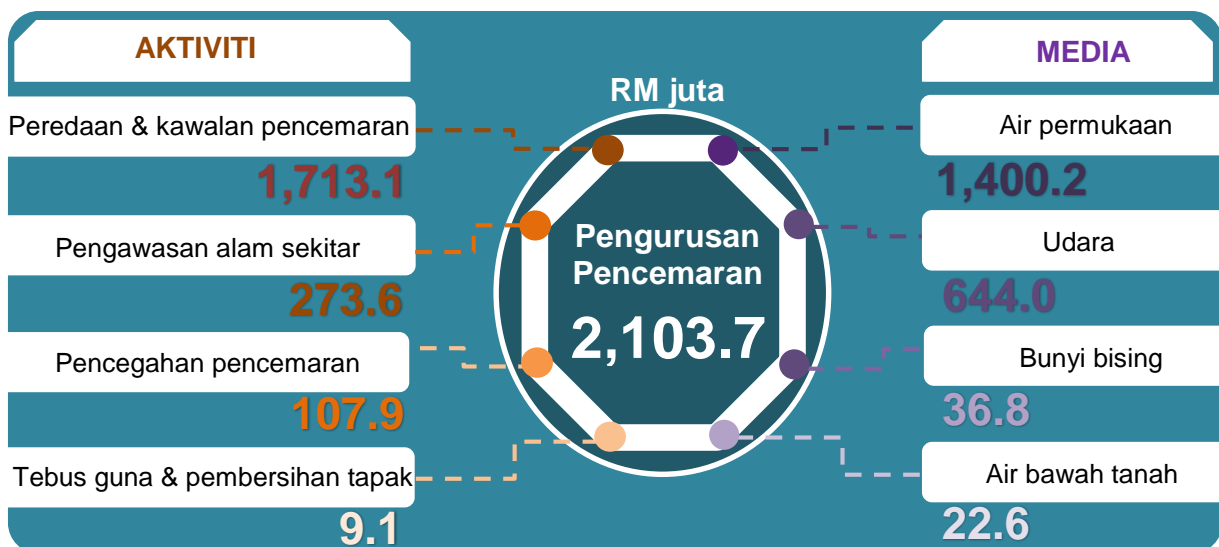 AKTIVITI
Peredaan & kawalan pencemaran
1,713.1
Pengawasan alam sekitar
273.6
Pencegahan pencemaran
107.9
Tebus guna & pembersihan tapak
9.1
RM juta
Pengurusan
Pencemaran
2,103.7
MEDIA
Air permukaan
1,400.2
Udara
644.0
Bunyi bising
36.8
Air bawah tanah
22.6